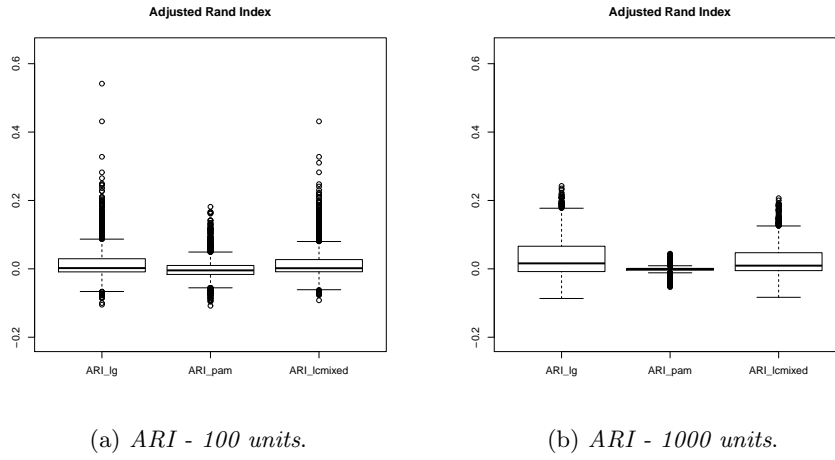 Adjusted Rand Index
0.6
0.4
0.2
0.0
−0.2
ARI_lg ARI_pam ARI_lcmixed
(a) ARI - 100 units.
Adjusted Rand Index
0.6
0.4
0.2
0.0
−0.2
ARI_lg ARI_pam ARI_lcmixed
(b) ARI - 1000 units.